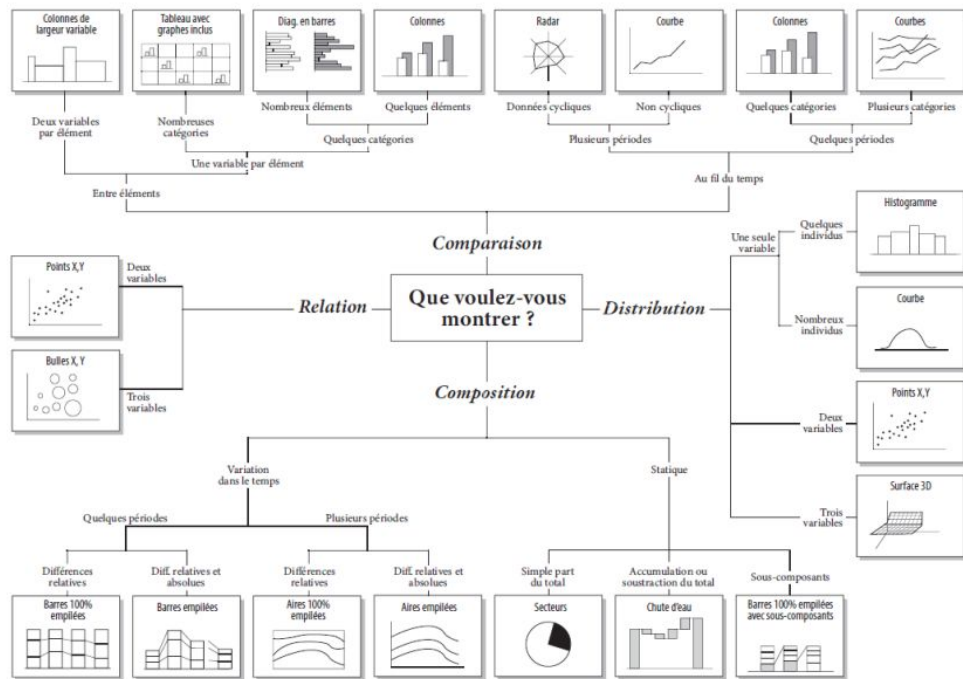 Colonnes de
largeur variable
Tableau avec
graphes inclus
Diag. en barres
Colonnes
Radar
Courbe
Colonnes
Courbes
Deux variables
par élément
Nombreuses
catégories
Nombreux éléments
Quelques éléments
Données cycliques
Non cycliques
Quelques catégories
Plusieurs catégories
Quelques catégories
Plusieurs périodes
Quelques périodes
Une variable par élément
Entre éléments
Au fil du temps
Comparaison
Que voulez-vous
montrer ?
Relation
Deux
variables
Points X,Y
Trois
variables
Bulles X, Y
Distribution
Une seule
variable
Quelques
individus
Histogramme
Nombreux
individus
Courbe
Deux
variables
Points X,Y
Trois
variables
Surface 3D
Composition
Variation
dans le temps
Statique
Quelques périodes
Plusieurs périodes
Différences
relatives
Diff. relatives et
absolues
Différences
relatives
Diff. relatives et
absolues
Simple part
du total
Accumulation ou
soustraction du total
Sous-composants
Barres 100%
empilées
Barres empilées
Aires 100%
empilées
Aires empilées
Secteurs
Chute d'eau
Barres 100% empilées
avec sous-composants